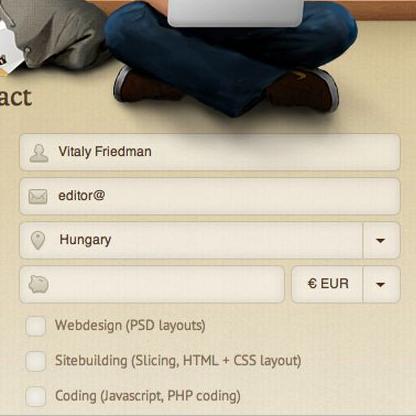 act
Vitaly Friedman
editor@
Hungary
€ EUR
Webdesign (PSD layouts)
Sitebuilding (Slicing, HTML + CSS layout)
Coding (Javascript, PHP coding)